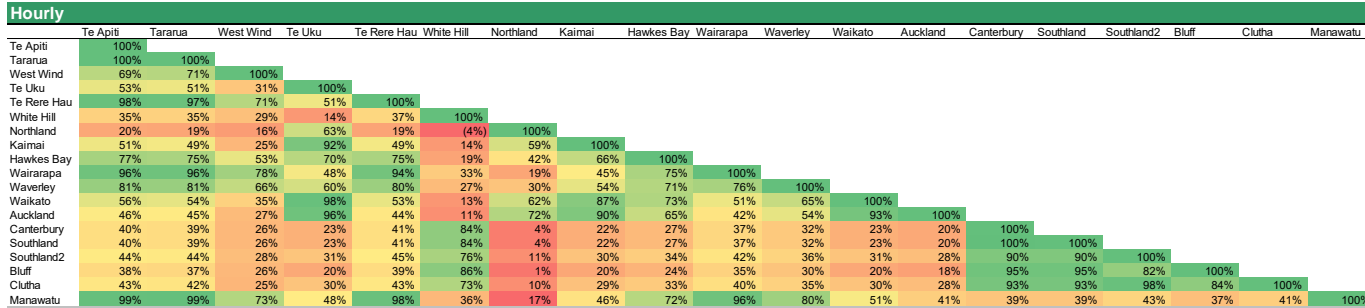 Hourly
Te Apiti Tararua West Wind Te Uku Te Rere Hau White Hill Northland Kaimai Hawkes Bay Wairarapa Waverley Waikato Auckland Canterbury Southland Southland2 Bluff Clutha Manawatu
Te Apiti 100%
Tararua 100% 100%
West Wind 69% 71% 100%
Te Uku 53% 51% 31% 100%
Te Rere Hau 98% 97% 71% 51% 100%
White Hill 35% 35% 29% 14% 37% 100%
Northland 20% 19% 16% 63% 19% (4%) 100%
Kaimai 51% 49% 25% 92% 49% 14% 59% 100%
Hawkes Bay 77% 75% 53% 70% 75% 19% 42% 66% 100%
Wairarapa 96% 96% 78% 48% 94% 33% 19% 45% 75% 100%
Waverley 81% 81% 66% 60% 80% 27% 30% 54% 71% 76% 100%
Waikato 56% 54% 35% 98% 53% 13% 62% 87% 73% 51% 65% 100%
Auckland 46% 45% 27% 96% 44% 11% 72% 90% 65% 42% 54% 93% 100%
Canterbury 40% 39% 26% 23% 41% 84% 4% 22% 27% 37% 32% 23% 20% 100%
Southland 40% 39% 26% 23% 41% 84% 4% 22% 27% 37% 32% 23% 20% 100% 100%
Southland2 44% 44% 28% 31% 45% 76% 11% 30% 34% 42% 36% 31% 28% 90% 90% 100%
Bluff 38% 37% 26% 20% 39% 86% 1% 20% 24% 35% 30% 20% 18% 95% 95% 82% 100%
Clutha 43% 42% 25% 30% 43% 73% 10% 29% 33% 40% 35% 30% 28% 93% 93% 98% 84% 100%
Manawatu 99% 99% 73% 48% 98% 36% 17% 46% 72% 96% 80% 51% 41% 39% 39% 43% 37% 41% 100%